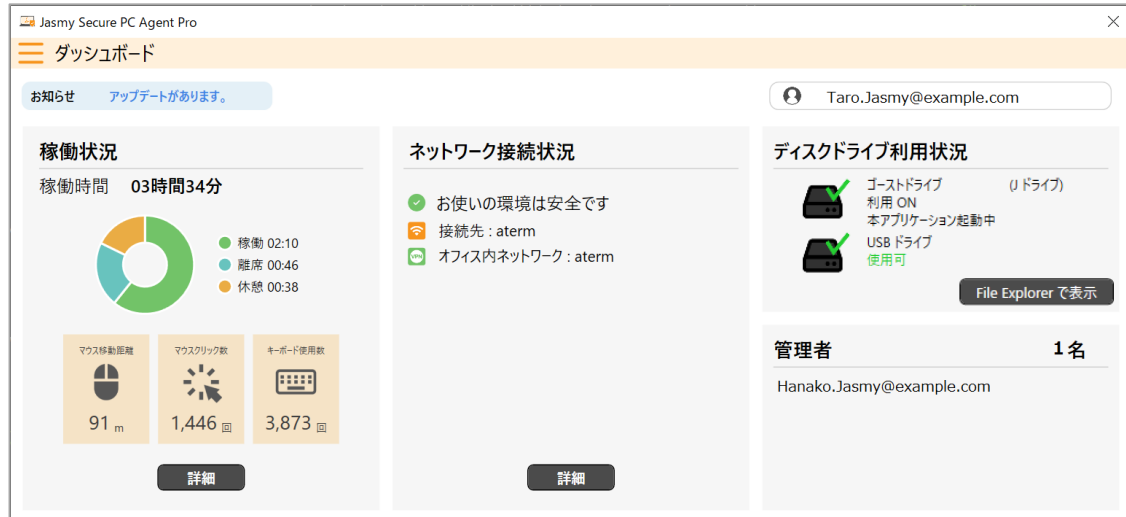 Jasmy Secure PC Agent Pro
ダッシュボード
お知らせ アップデートがあります。
Taro.Jasmy@example.com
稼働状況
稼働時間 03時間34分
稼働 02:10
離席 00:46
休憩 00:38
マウス移動距離
91 m
マウスクリック数
1,446 回
キーボード使用数
3,873 回
詳細
ネットワーク接続状況
お使いの環境は安全です
接続先 : aterm
VPN オフィス内ネットワーク : aterm
詳細
ディスクドライブ利用状況
ゴーストドライブ (J ドライブ)
利用 ON
本アプリケーション起動中
USB ドライブ
使用可
File Explorer で表示
管理者 1名
Hanako.Jasmy@example.com